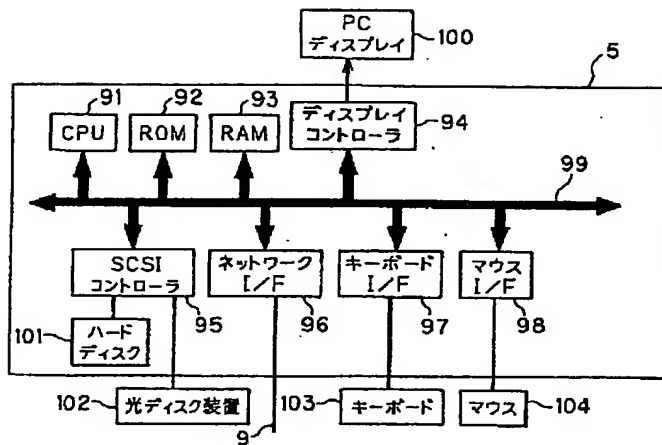 PC
ディスプレイ
100
5
91
92
93
CPU
ROM
RAM
ディスプレイ
コントローラ
94
99
SCSI
コントローラ
95
ネットワーク
I/F
96
キーボード
I/F
97
マウス
I/F
98
101
ハード
ディスク
102
光ディスク装置
9
103
キーボード
マウス
104